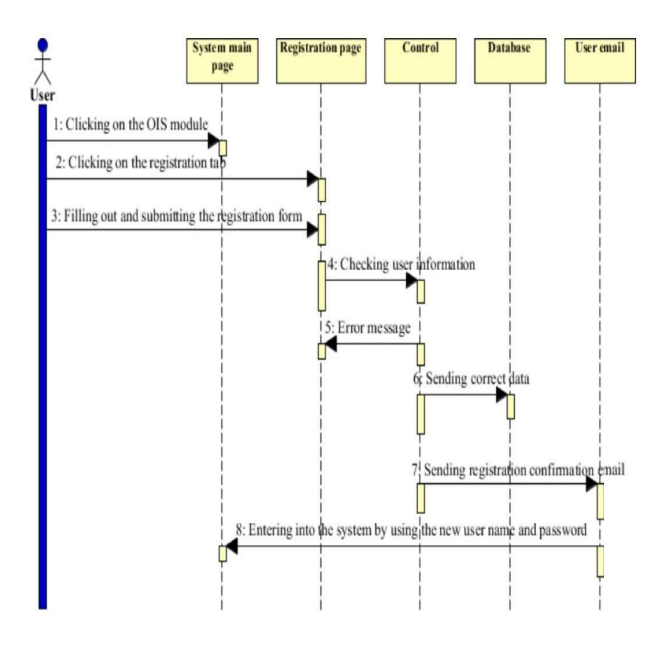 System main
page
Registration page
Control
Database
User email
User
1: Clicking on the OIS module
2: Clicking on the registration tab
3: Filling out and submitting the registration form
4: Checking user information
5: Error message
6: Sending correct data
7: Sending registration confirmation email
8: Entering into the system by using the new user name and password